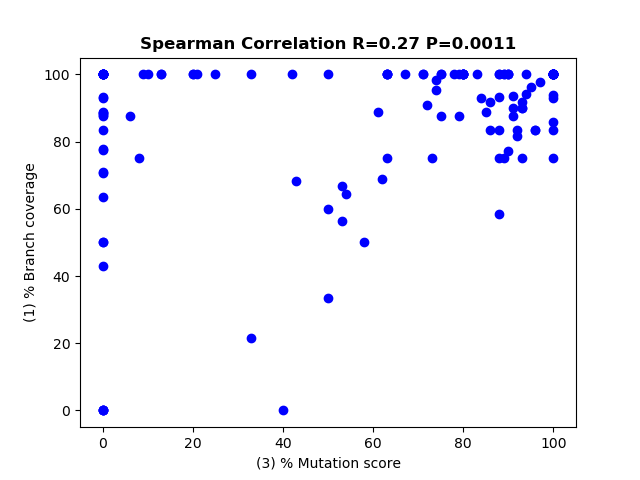 Spearman Correlation R=0.27 P=0.0011
100
80
60
40
20
0
(1) % Branch coverage
0 20 40 60 80 100
(3) % Mutation score